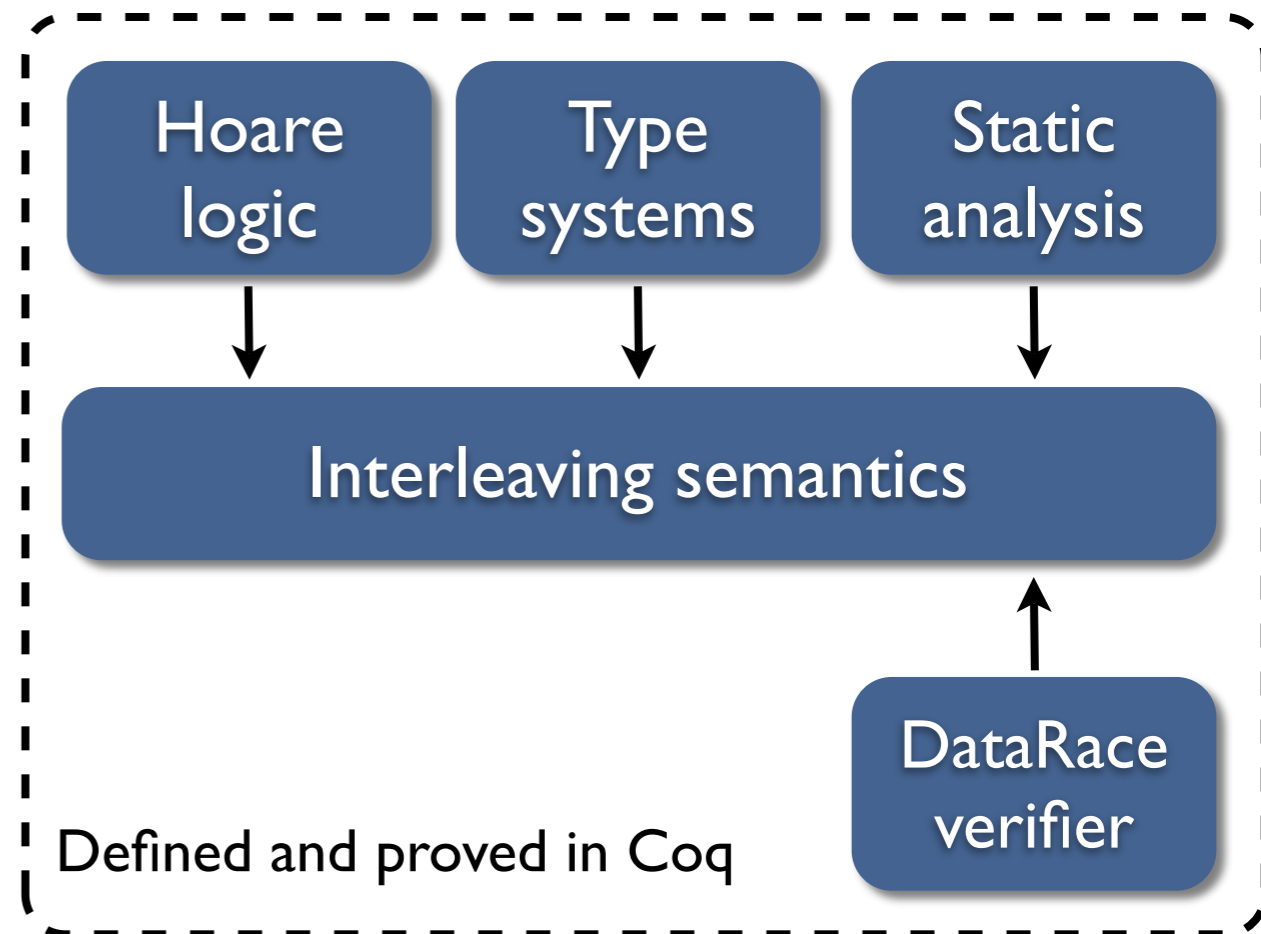 Hoare
logic
Type
systems
Static
analysis
Interleaving semantics
DataRace
verifier
Defined and proved in Coq